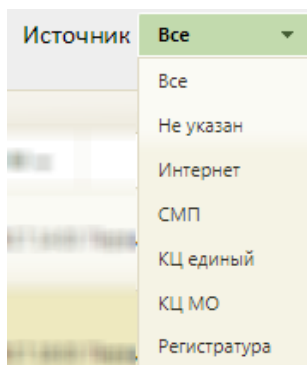 Источник Все
Все
Не указан
Интернет
СМП
КЦ единый
КЦ МО
Регистратура